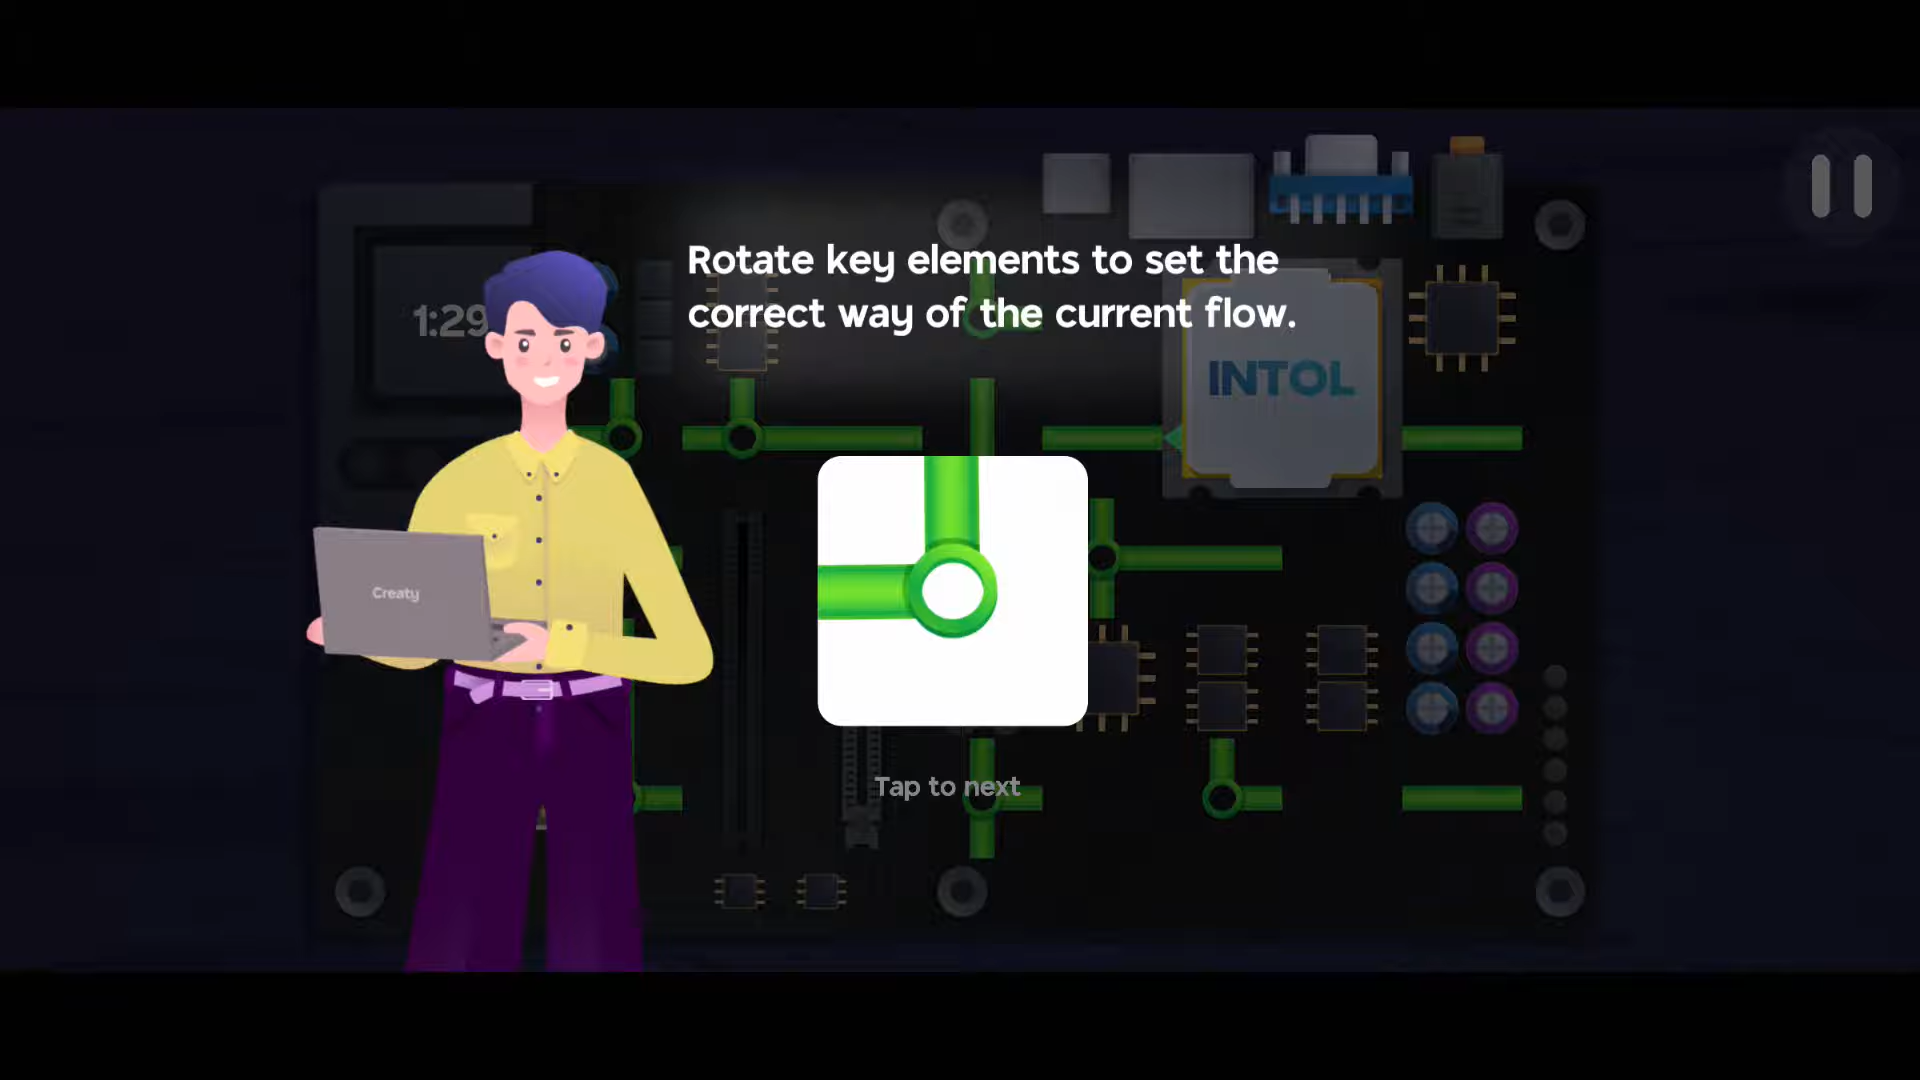 Rotate key elements to set the
correct way of the current flow.
1:29
INTOL
Creaty
Tap to next